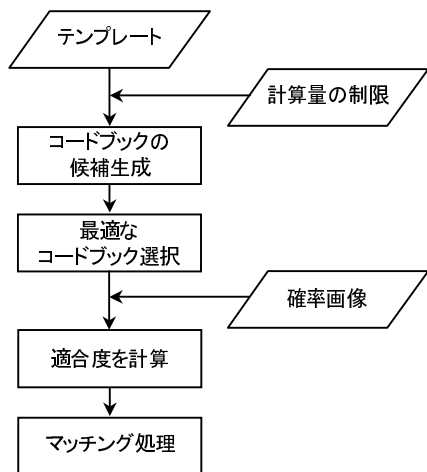 テンプレート
計算量の制限
コードブックの
候補生成
最適な
コードブック選択
確率画像
適合度を計算
マッチング処理